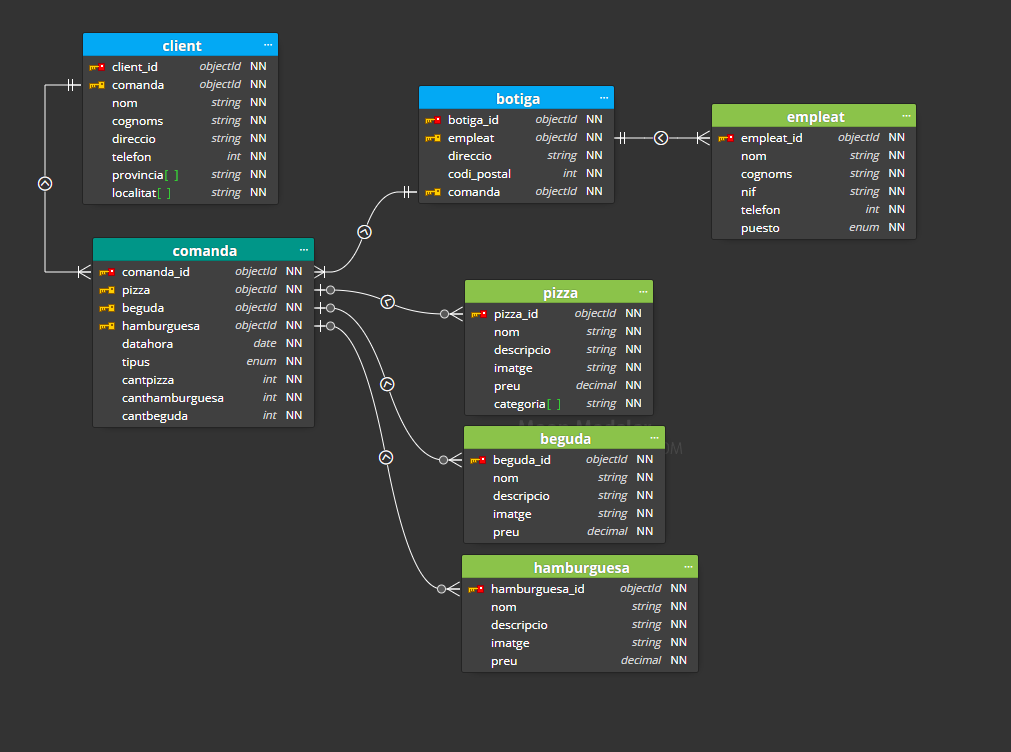 client ...
client_id objectId NN
comanda objectId NN
nom string NN
cognoms string NN
direccio string NN
telefon int NN
provincia[ ] string NN
localitat[ ] string NN
botiga ...
botiga_id objectId NN
empleat objectId NN
direccio string NN
codi_postal int NN
comanda objectId NN
empleat ...
empleat_id objectId NN
nom string NN
cognoms string NN
nif string NN
telefon int NN
puesto enum NN
comanda ...
comanda_id objectId NN
pizza objectId NN
beguda objectId NN
hamburguesa objectId NN
datahora date NN
tipus enum NN
cantpizza int NN
canthamburguesa int NN
cantbeguda int NN
pizza ...
pizza_id objectId NN
nom string NN
descripcio string NN
imatge string NN
preu decimal NN
categoria[ ] string NN
beguda ...
beguda_id objectId NN
nom string NN
descripcio string NN
imatge string NN
preu decimal NN
hamburguesa ...
hamburguesa_id objectId NN
nom string NN
descripcio string NN
imatge string NN
preu decimal NN